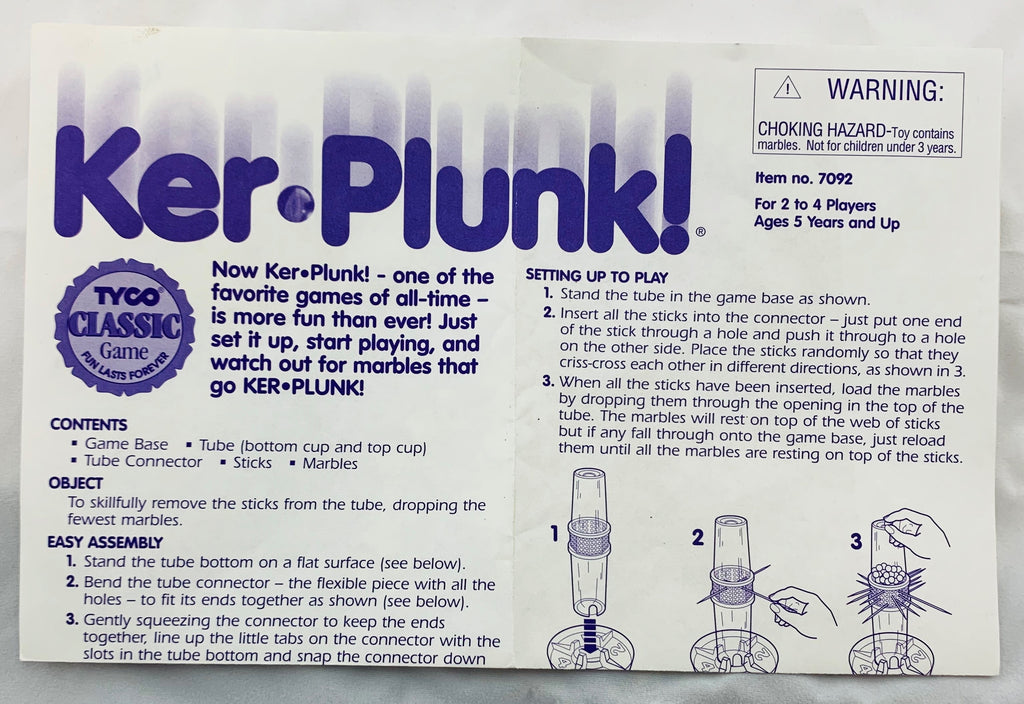 Ker•Plunk!®
⚠ WARNING:
CHOKING HAZARD-Toy contains
marbles. Not for children under 3 years.
Item no. 7092
For 2 to 4 Players
Ages 5 Years and Up
TYCO®
CLASSIC
Game
FUN LASTS FOREVER
Now Ker•Plunk! - one of the
favorite games of all-time –
is more fun than ever! Just
set it up, start playing, and
watch out for marbles that
go KER•PLUNK!
CONTENTS
▪ Game Base ▪ Tube (bottom cup and top cup)
▪ Tube Connector ▪ Sticks ▪ Marbles
OBJECT
To skillfully remove the sticks from the tube, dropping the
fewest marbles.
EASY ASSEMBLY
1. Stand the tube bottom on a flat surface (see below).
2. Bend the tube connector – the flexible piece with all the
holes – to fit its ends together as shown (see below).
3. Gently squeezing the connector to keep the ends
together, line up the little tabs on the connector with the
slots in the tube bottom and snap the connector down
SETTING UP TO PLAY
1. Stand the tube in the game base as shown.
2. Insert all the sticks into the connector – just put one end
of the stick through a hole and push it through to a hole
on the other side. Place the sticks randomly so that they
criss-cross each other in different directions, as shown in 3.
3. When all the sticks have been inserted, load the marbles
by dropping them through the opening in the top of the
tube. The marbles will rest on top of the web of sticks
but if any fall through onto the game base, just reload
them until all the marbles are resting on top of the sticks.
1
2
3
4 2
4 2
4 2